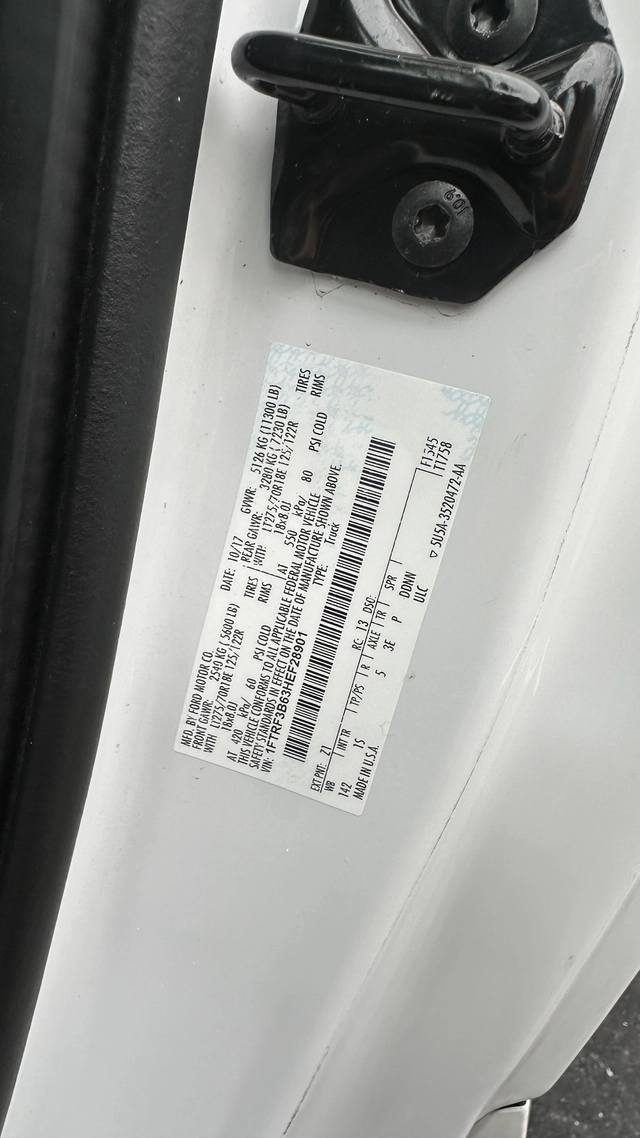 10.9
MFD. BY FORD MOTOR CO.
DATE: 10/17 GVWR: 5126 KG (11300 LB)
FRONT GAWR: 2540 KG (5600 LB) REAR GAWR: 3280 KG (7230 LB)
WITH LT275/70R18E 125/122R TIRES WITH LT275/70R18E 125/122R TIRES
18x8.0J RIMS 18x8.0J RIMS
AT 420 kPa/ 60 PSI COLD AT 550 kPa/ 80 PSI COLD
THIS VEHICLE CONFORMS TO ALL APPLICABLE FEDERAL MOTOR VEHICLE
SAFETY STANDARDS IN EFFECT ON THE DATE OF MANUFACTURE SHOWN ABOVE.
VIN: 1FTRF3B63HEF28901 TYPE: Truck
EXT PNT: Z1 RC: 13 DSO: F1545
WB INT TR TP/PS R AXLE TR SPR T1758
142 TS 5 3E P DDNN
MADE IN U.S.A. ULC ▽5U5A-3520472-AA